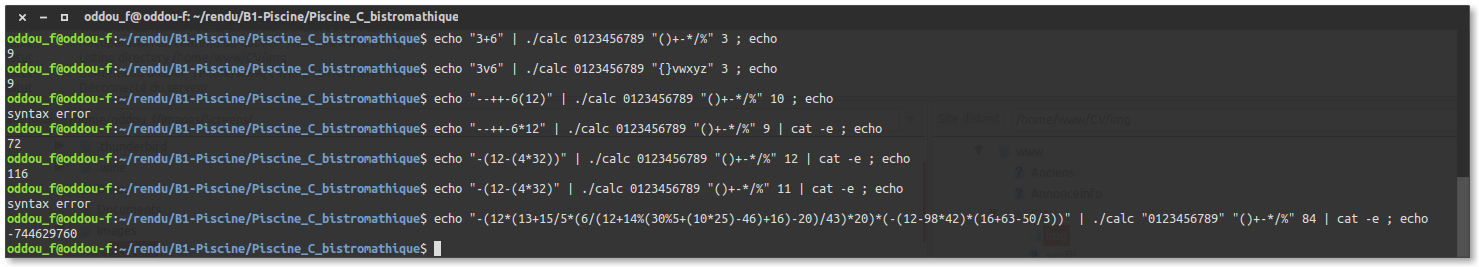 oddou_f@oddou-f: ~/rendu/B1-Piscine/Piscine_C_bistromathique
oddou_f@oddou-f:~/rendu/B1-Piscine/Piscine_C_bistromathique$ echo "3+6" | ./calc 0123456789 "()+-*/%" 3 ; echo
9
oddou_f@oddou-f:~/rendu/B1-Piscine/Piscine_C_bistromathique$ echo "3v6" | ./calc 0123456789 "{}vwxyz" 3 ; echo
9
oddou_f@oddou-f:~/rendu/B1-Piscine/Piscine_C_bistromathique$ echo "--++-6(12)" | ./calc 0123456789 "()+-*/%" 10 ; echo
syntax error
oddou_f@oddou-f:~/rendu/B1-Piscine/Piscine_C_bistromathique$ echo "--++-6*12" | ./calc 0123456789 "()+-*/%" 9 | cat -e ; echo
72
oddou_f@oddou-f:~/rendu/B1-Piscine/Piscine_C_bistromathique$ echo "-(12-(4*32))" | ./calc 0123456789 "()+-*/%" 12 | cat -e ; echo
116
oddou_f@oddou-f:~/rendu/B1-Piscine/Piscine_C_bistromathique$ echo "-(12-(4*32)" | ./calc 0123456789 "()+-*/%" 11 | cat -e ; echo
syntax error
oddou_f@oddou-f:~/rendu/B1-Piscine/Piscine_C_bistromathique$ echo "-(12*(13+15/5*(6/(12+14%(30%5+(10*25)-46)+16)-20)/43)*20)*(-(12-98*42)*(16+63-50/3))" | ./calc "0123456789" "()+-*/%" 84 | cat -e ; echo
-744629760
oddou_f@oddou-f:~/rendu/B1-Piscine/Piscine_C_bistromathique$